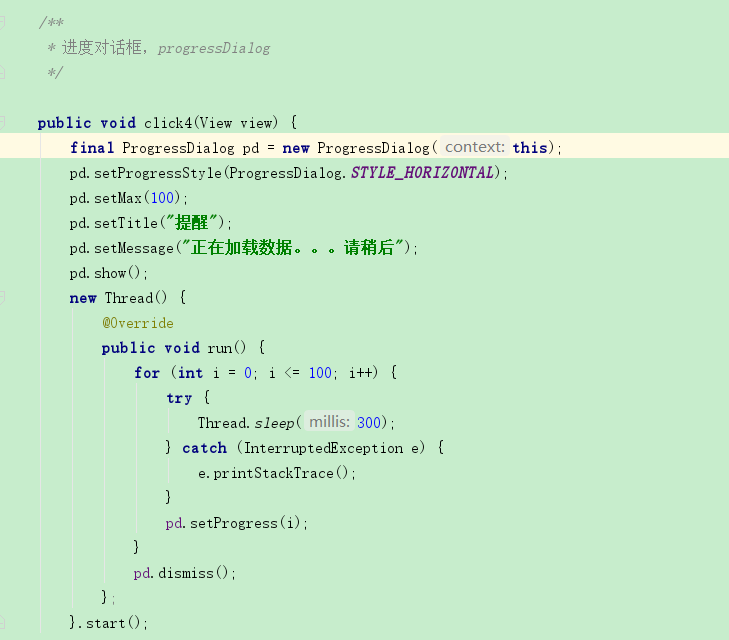 /**
 * 进度对话框，progressDialog
 */
public void click4(View view) {
    final ProgressDialog pd = new ProgressDialog( context: this);
    pd.setProgressStyle(ProgressDialog.STYLE_HORIZONTAL);
    pd.setMax(100);
    pd.setTitle("提醒");
    pd.setMessage("正在加载数据。。。请稍后");
    pd.show();
    new Thread() {
        @Override
        public void run() {
            for (int i = 0; i <= 100; i++) {
                try {
                    Thread.sleep( millis: 300);
                } catch (InterruptedException e) {
                    e.printStackTrace();
                }
                pd.setProgress(i);
            }
            pd.dismiss();
        };
    }.start();